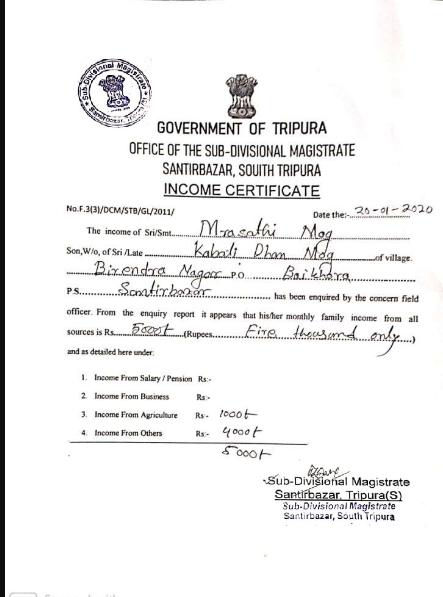 Sub-Divisional Magistrate
Santirbazar, Tripura(S)
GOVERNMENT OF TRIPURA
OFFICE OF THE SUB-DIVISIONAL MAGISTRATE
SANTIRBAZAR, SOUITH TRIPURA
INCOME CERTIFICATE
No.F.3(3)/DCM/STB/GL/2011/ Date the:- 20-01-2020
The income of Sri/Smt. Mrasathi Mog
Son,W/o, of Sri /Late Kabali Dhan Mog of village.
Birendra Nagar P.O Baikhora
P.S. Santirbazar has been enquired by the concern field
officer. From the enquiry report it appears that his/her monthly family income from all
sources is Rs. 5000/- (Rupees Five thousand only)
and as detailed here under:
1. Income From Salary / Pension Rs:-
2. Income From Business Rs:-
3. Income From Agriculture Rs:- 1000/-
4. Income From Others Rs:- 4000/-
5000/-
Sub-Divisional Magistrate
Santirbazar, Tripura(S)
Sub-Divisional Magistrate
Santirbazar, South Tripura